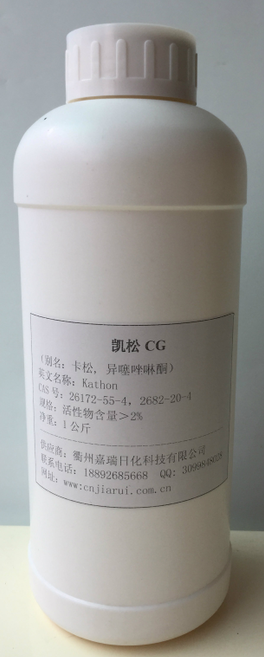 凯松 CG
(别名：卡松，异噻唑啉酮)
英文名称：Kathon
CAS 号：26172-55-4，2682-20-4
规格：活性物含量＞2%
净重：1 公斤
供应商：衢州嘉瑞日化科技有限公司
联系电话：18892685668 QQ：
网址：www.cnjiarui.com.cn